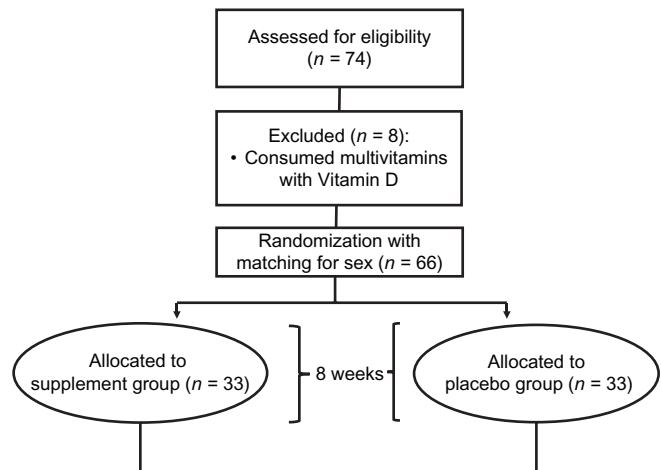 Assessed for eligibility
(n = 74)
Excluded (n = 8):
• Consumed multivitamins
with Vitamin D
Randomization with
matching for sex (n = 66)
Allocated to
supplement group (n = 33)
8 weeks
Allocated to
placebo group (n = 33)